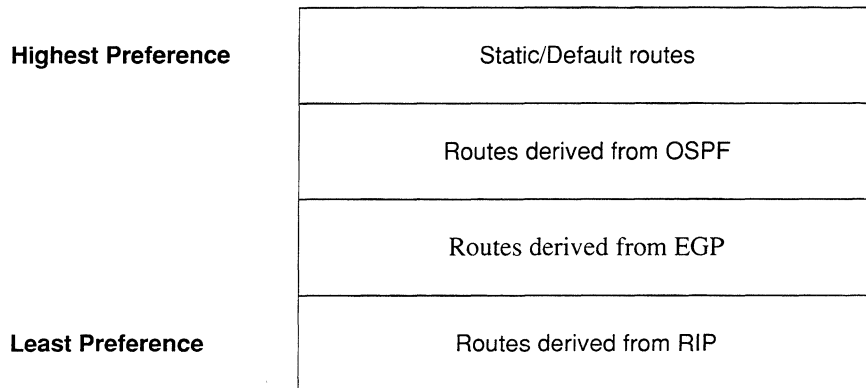 Highest Preference
Static/Default routes
Routes derived from OSPF
Routes derived from EGP
Least Preference
Routes derived from RIP